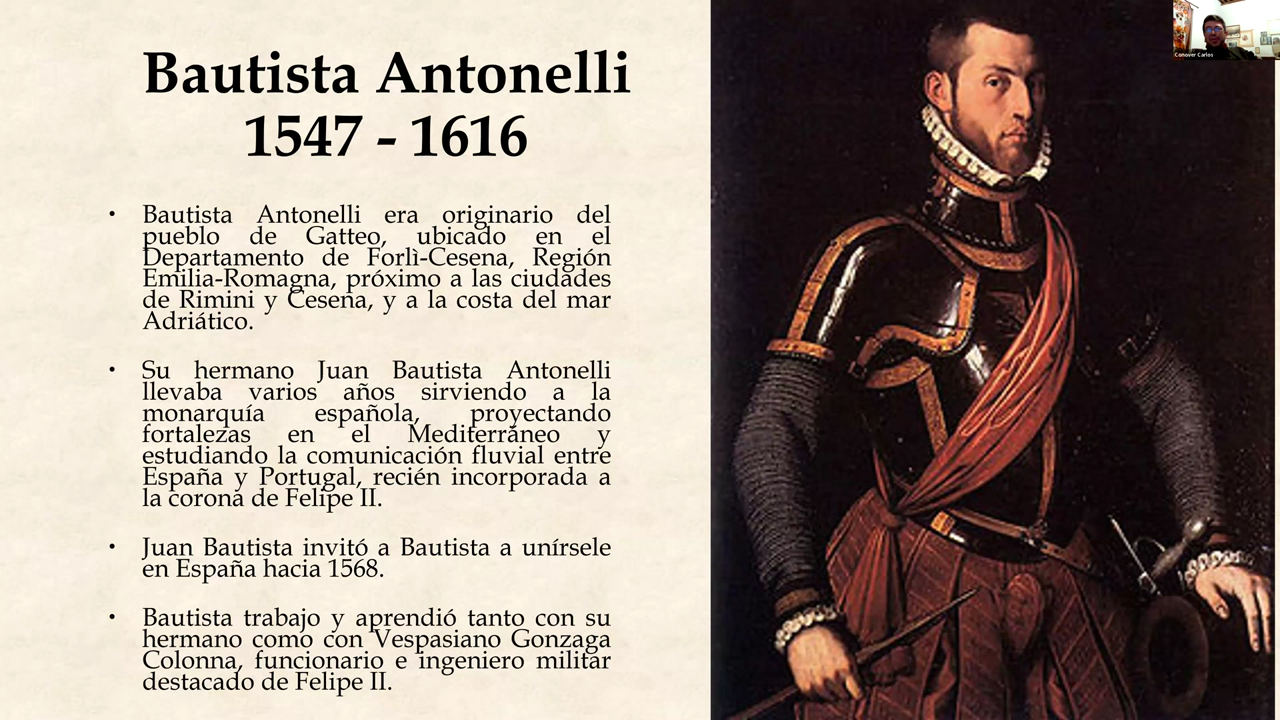 Bautista Antonelli
1547 - 1616
• Bautista Antonelli era originario del
pueblo de Gatteo, ubicado en el
Departamento de Forlì-Cesena, Región
Emilia-Romagna, próximo a las ciudades
de Rimini y Cesena, y a la costa del mar
Adriático.
• Su hermano Juan Bautista Antonelli
llevaba varios años sirviendo a la
monarquía española, proyectando
fortalezas en el Mediterráneo y
estudiando la comunicación fluvial entre
España y Portugal, recién incorporada a
la corona de Felipe II.
• Juan Bautista invitó a Bautista a unírsele
en España hacia 1568.
• Bautista trabajo y aprendió tanto con su
hermano como con Vespasiano Gonzaga
Colonna, funcionario e ingeniero militar
destacado de Felipe II.
Conover Carlos